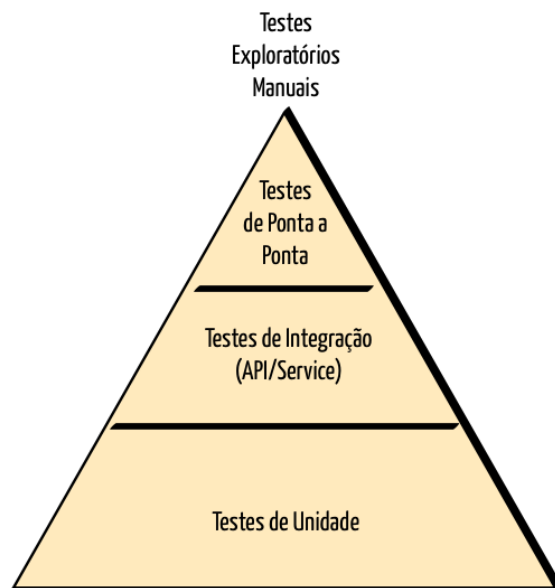 Testes
Exploratórios
Manuais
Testes
de Ponta a
Ponta
Testes de Integração
(API/Service)
Testes de Unidade